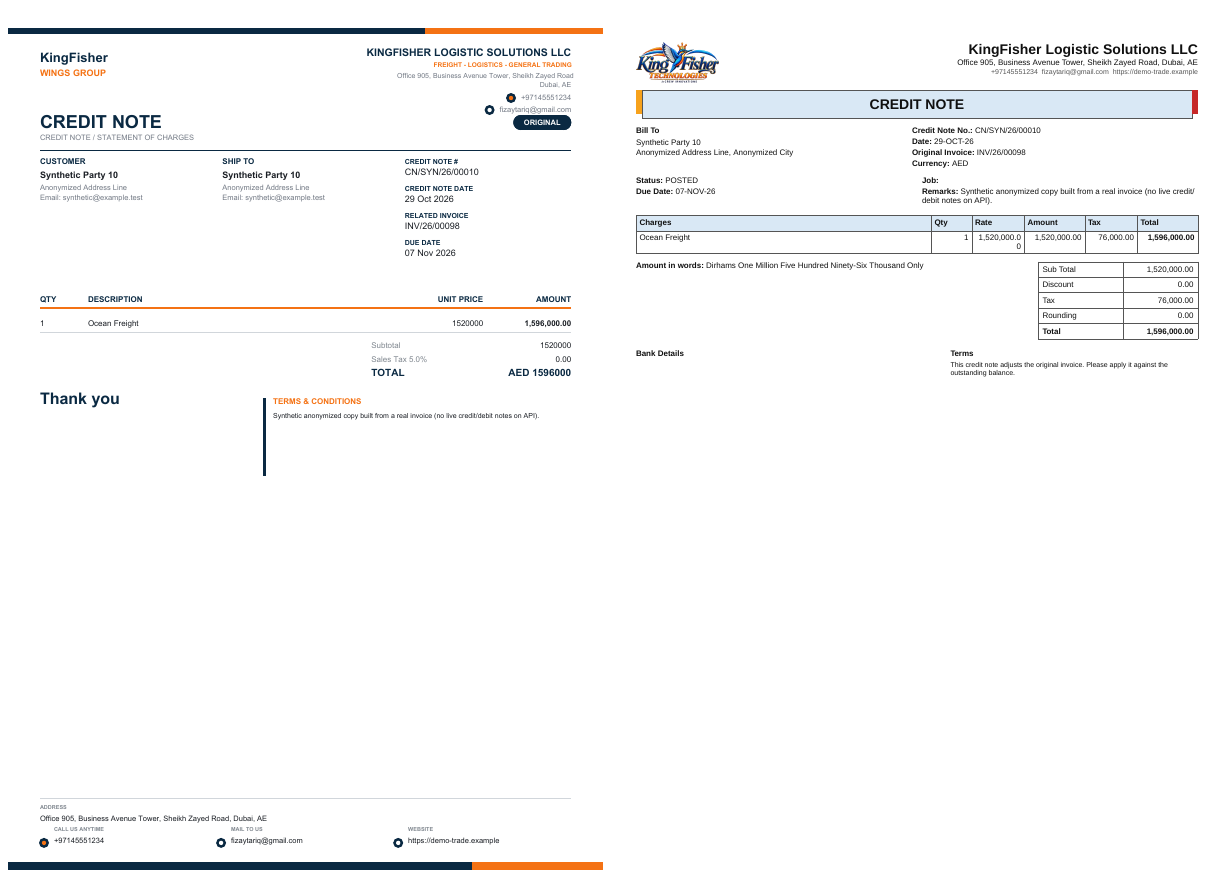 KingFisher
WINGS GROUP
KINGFISHER LOGISTIC SOLUTIONS LLC
FREIGHT - LOGISTICS - GENERAL TRADING
Office 905, Business Avenue Tower, Sheikh Zayed Road
Dubai, AE
+97145551234
fizaytariq@gmail.com
CREDIT NOTE
ORIGINAL
CREDIT NOTE / STATEMENT OF CHARGES
CUSTOMER
Synthetic Party 10
Anonymized Address Line
Email: synthetic@example.test
SHIP TO
Synthetic Party 10
Anonymized Address Line
Email: synthetic@example.test
CREDIT NOTE #
CN/SYN/26/00010
CREDIT NOTE DATE
29 Oct 2026
RELATED INVOICE
INV/26/00098
DUE DATE
07 Nov 2026
QTY DESCRIPTION UNIT PRICE AMOUNT
1 Ocean Freight 1520000 1,596,000.00
Subtotal 1520000
Sales Tax 5.0% 0.00
TOTAL AED 1596000
Thank you
TERMS & CONDITIONS
Synthetic anonymized copy built from a real invoice (no live credit/debit notes on API).
ADDRESS
Office 905, Business Avenue Tower, Sheikh Zayed Road, Dubai, AE
CALL US ANYTIME
+97145551234
MAIL TO US
fizaytariq@gmail.com
WEBSITE
https://demo-trade.example
King Fisher
TECHNOLOGIES
KingFisher Logistic Solutions LLC
Office 905, Business Avenue Tower, Sheikh Zayed Road, Dubai, AE
+97145551234 fizaytariq@gmail.com https://demo-trade.example
CREDIT NOTE
Bill To
Synthetic Party 10
Anonymized Address Line, Anonymized City
Credit Note No.: CN/SYN/26/00010
Date: 29-OCT-26
Original Invoice: INV/26/00098
Currency: AED
Status: POSTED
Due Date: 07-NOV-26
Job:
Remarks: Synthetic anonymized copy built from a real invoice (no live credit/
debit notes on API).
Charges Qty Rate Amount Tax Total
Ocean Freight 1 1,520,000.0 1,520,000.00 76,000.00 1,596,000.00
0
Amount in words: Dirhams One Million Five Hundred Ninety-Six Thousand Only
Sub Total 1,520,000.00
Discount 0.00
Tax 76,000.00
Rounding 0.00
Total 1,596,000.00
Bank Details
Terms
This credit note adjusts the original invoice. Please apply it against the
outstanding balance.